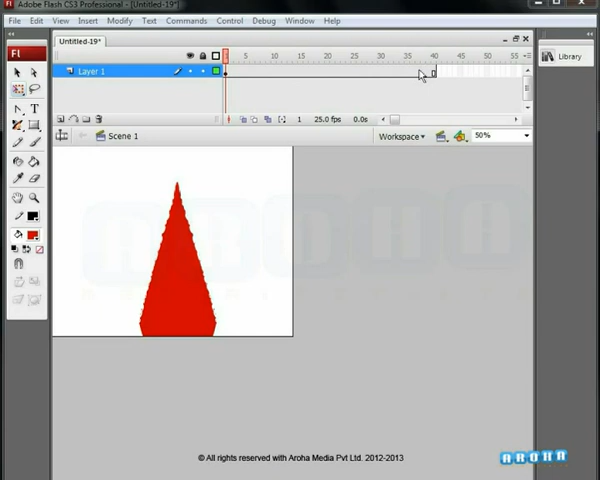 Adobe Flash CS3 Professional - [Untitled-19*]
File Edit View Insert Modify Text Commands Control Debug Window Help
Untitled-19*
Fl
5 10 15 20 25 30 35 40 45 50 55
Layer 1
Library
1 25.0 fps 0.0s
Scene 1
Workspace
50%
AROHA
T
© All rights reserved with Aroha Media Pvt Ltd. 2012-2013
AROHA